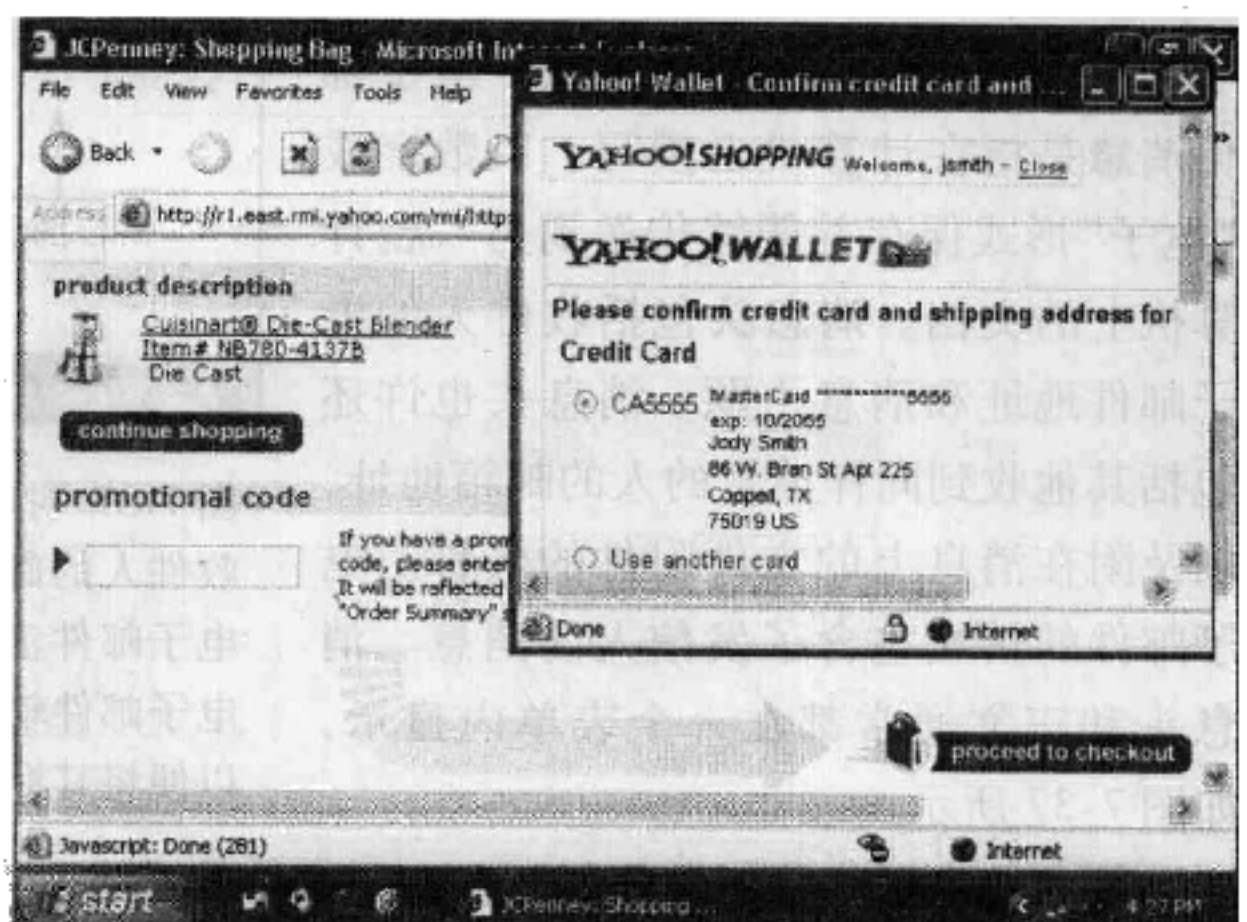 JCPenney: Shopping Bag - Microsoft
File Edit View Favorites Tools Help
Back
Address http://r1.east.rmi.yahoo.com/rmi/http:
product description
Cuisinart® Die-Cast Blender
Item# NB780-4137B
Die Cast
continue shopping
promotional code
If you have a prom
code, please enter
It will be reflected
"Order Summary" s
proceed to checkout
Javascript: Done (281)
Internet
Yahoo! Wallet - Confirm credit card and ...
YAHOO! SHOPPING Welcome, jsmith - Close
YAHOO! WALLET
Please confirm credit card and shipping address for
Credit Card
CA5555 MasterCard ************5555
exp: 10/2055
Jody Smith
86 W. Bran St Apt 225
Coppell, TX
75019 US
Use another card
Done
Internet
start
JCPenney: Shopping ...
4:27 PM